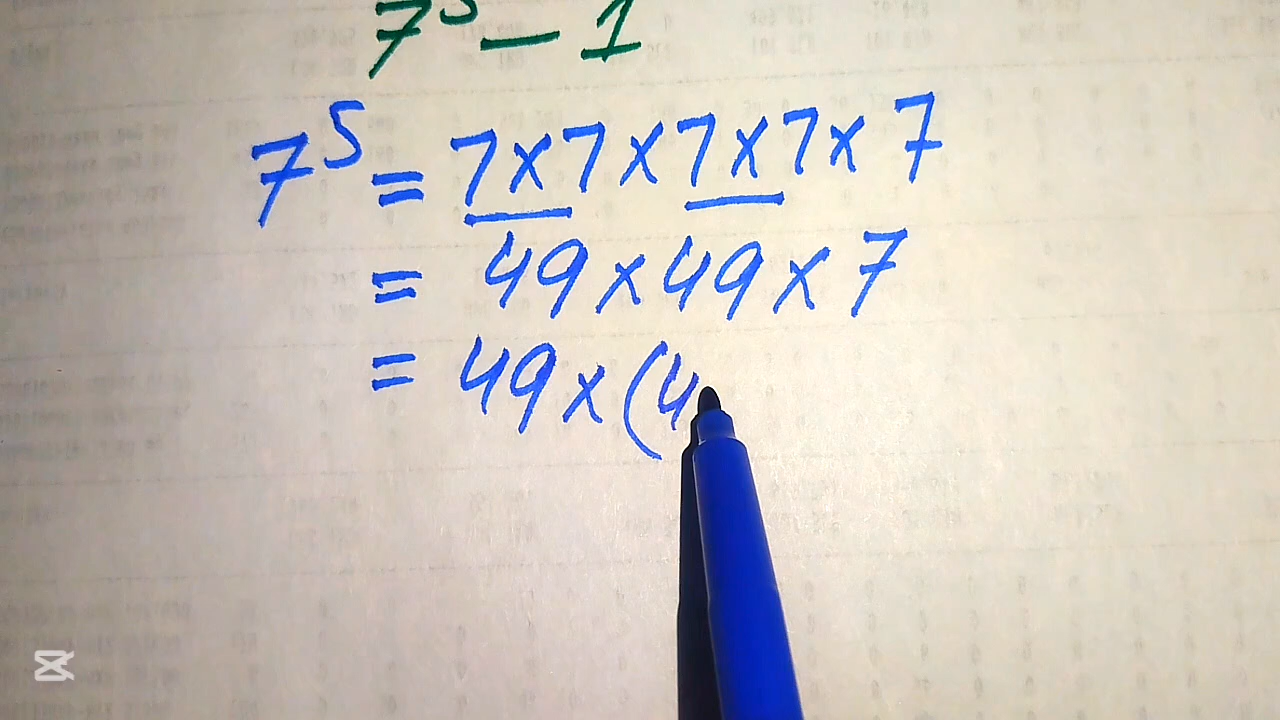 7⁵ — 1
7⁵ = 7 x 7 x 7 x 7 x 7
= 49 x 49 x 7
= 49 x (4